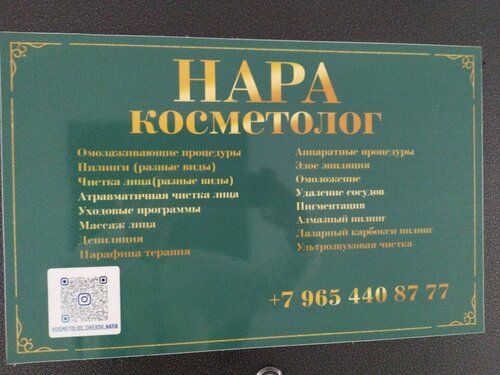 НАРА
косметолог
Омолаживающие процедуры
Пилинги (разные виды)
Чистка лица(разные виды)
Атравматичная чистка лица
Уходовые программы
Массаж лица
Депиляция
Парафина терапия
Аппаратные процедуры
Элос эпиляция
Омоложение
Удаление сосудов
Пигментация
Алмазный пилинг
Лазарный карбокси пилинг
Ультрозвуковая чистка
+7 965 440 87 77
KOSMETOLOG.CHEXOV.NARA